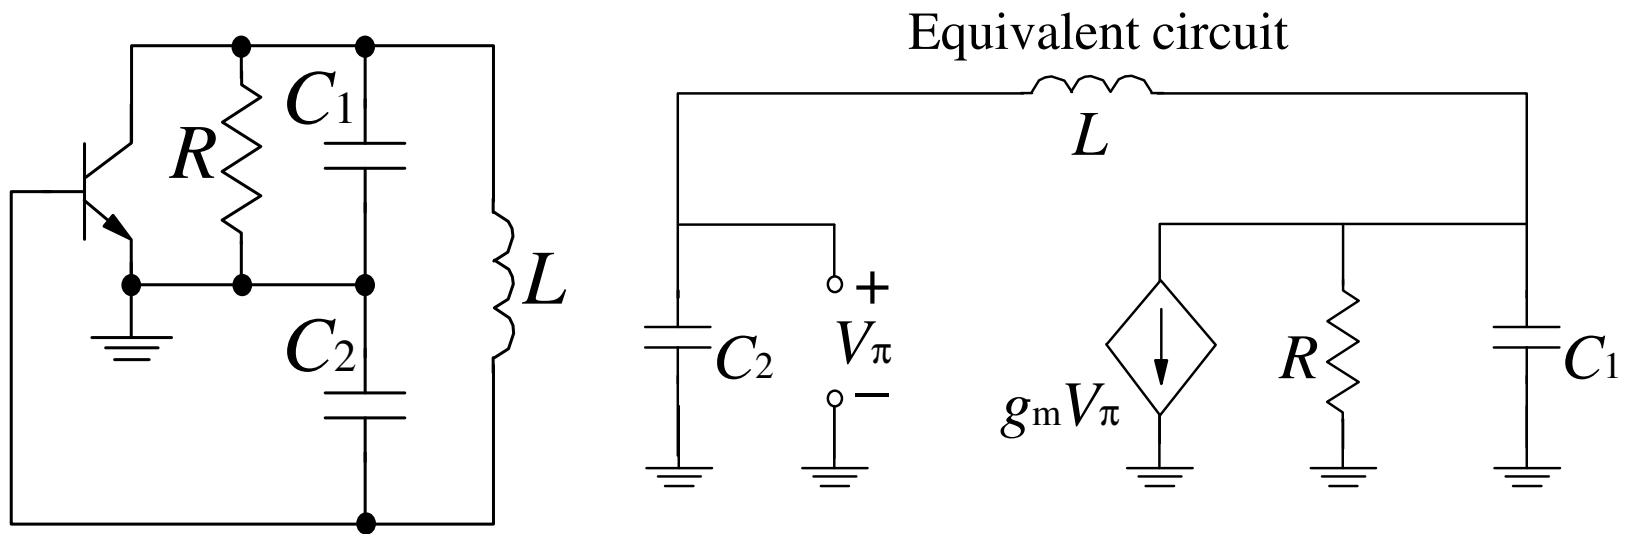 Equivalent circuit
C1
R
L
C2
L
C2
+
Vπ
−
gmVπ
R
C1